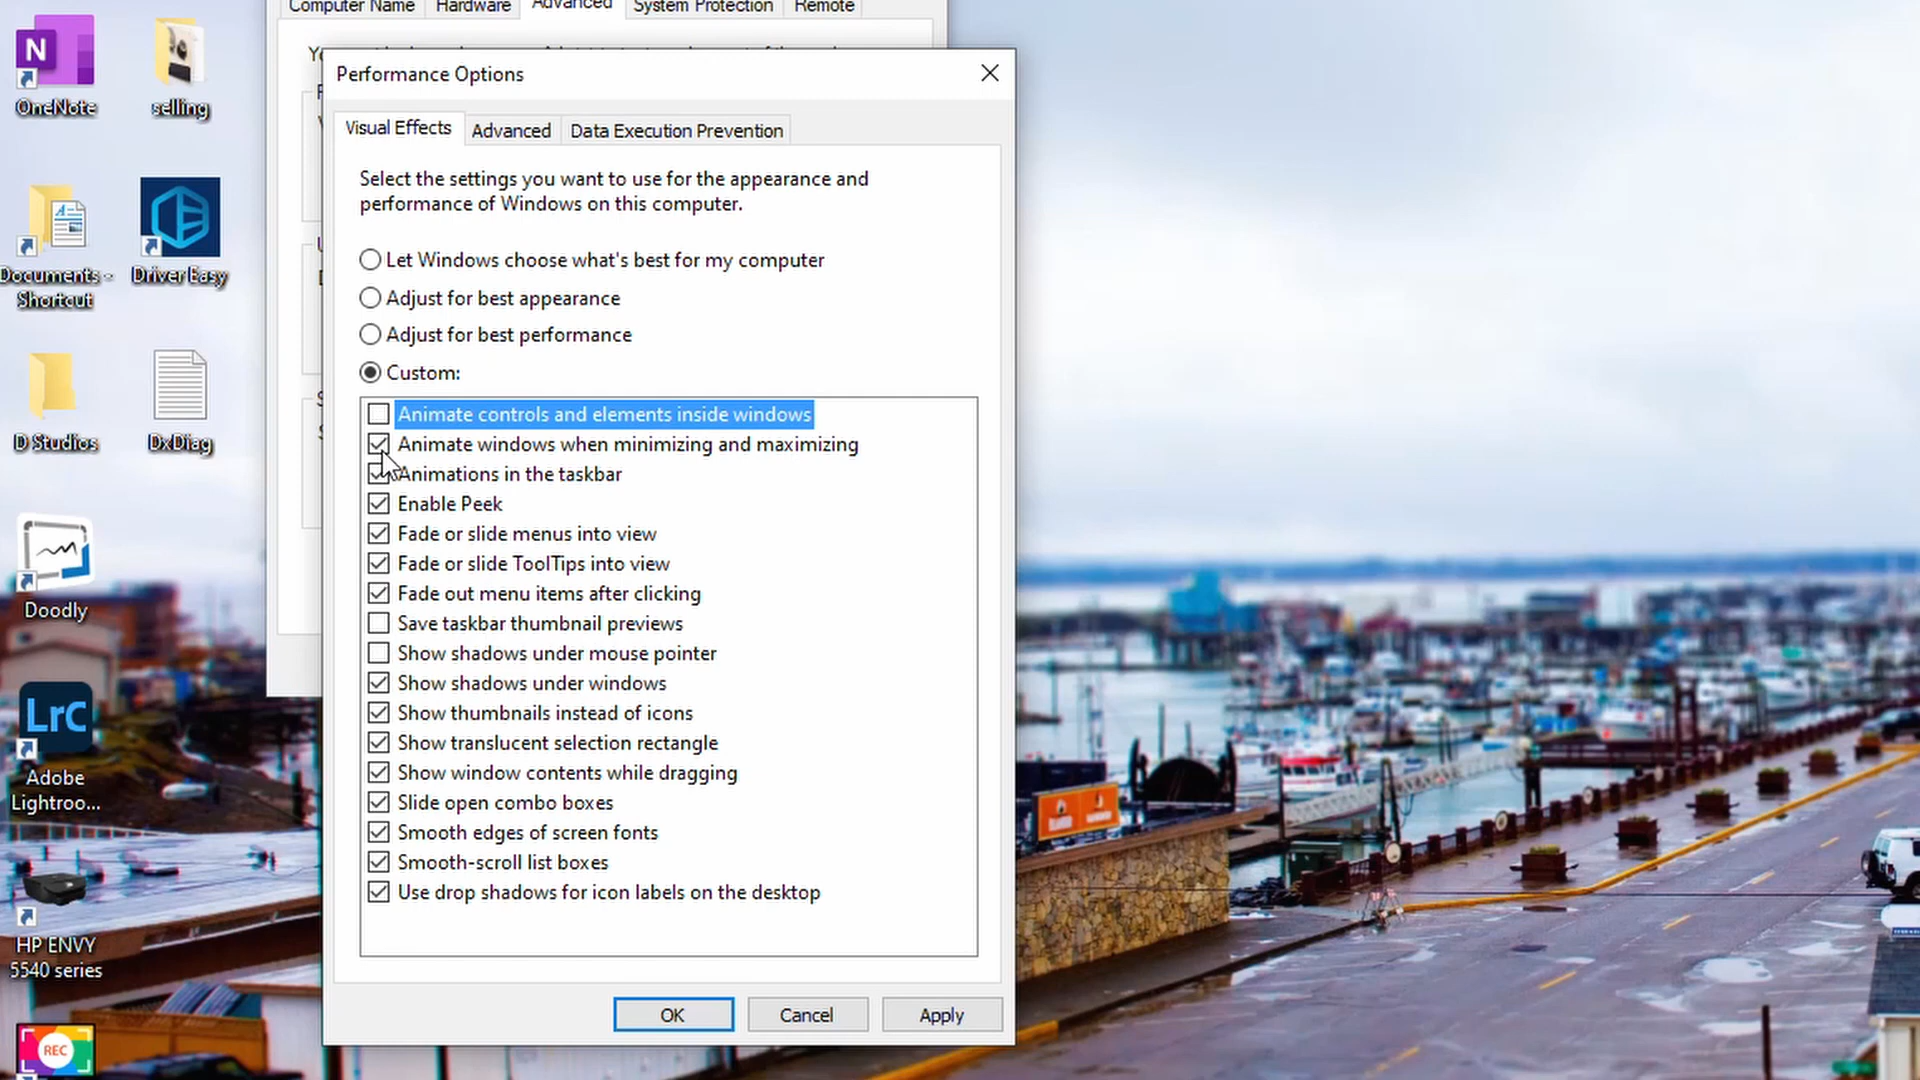 Computer Name
Hardware
Advanced
System Protection
Remote
Performance Options
Visual Effects
Advanced
Data Execution Prevention
Select the settings you want to use for the appearance and
performance of Windows on this computer.
Let Windows choose what's best for my computer
Adjust for best appearance
Adjust for best performance
Custom:
Animate controls and elements inside windows
Animate windows when minimizing and maximizing
Animations in the taskbar
Enable Peek
Fade or slide menus into view
Fade or slide ToolTips into view
Fade out menu items after clicking
Save taskbar thumbnail previews
Show shadows under mouse pointer
Show shadows under windows
Show thumbnails instead of icons
Show translucent selection rectangle
Show window contents while dragging
Slide open combo boxes
Smooth edges of screen fonts
Smooth-scroll list boxes
Use drop shadows for icon labels on the desktop
OK
Cancel
Apply
N
OneNote
selling
Documents -
Shortcut
Driver Easy
D Studios
DxDiag
Doodly
LrC
Adobe
Lightroo...
HP ENVY
5540 series
REC